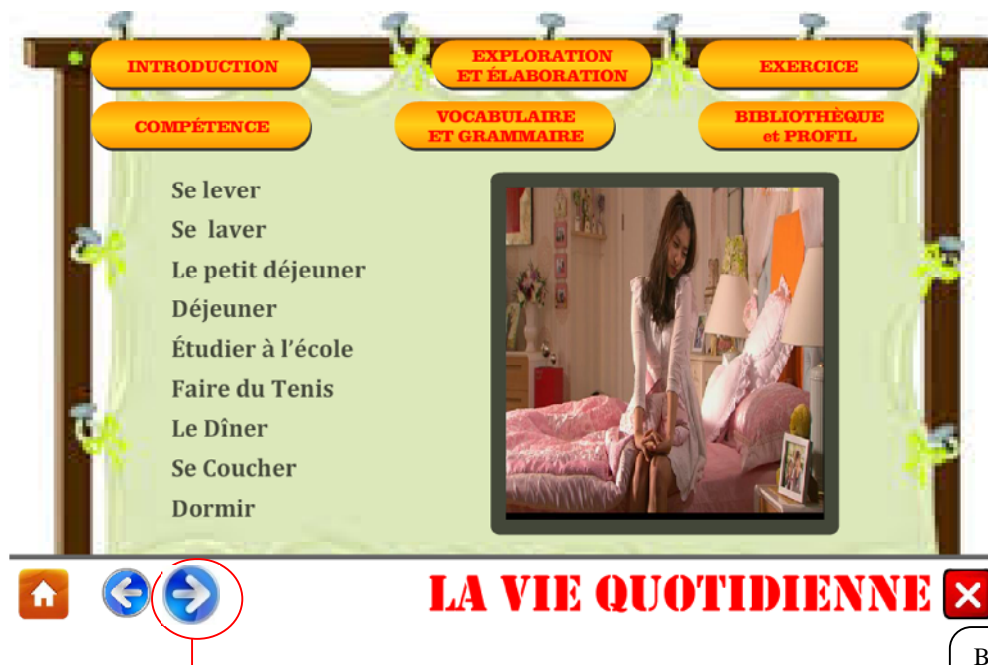 INTRODUCTION
EXPLORATION
ET ÉLABORATION
EXERCICE
COMPÉTENCE
VOCABULAIRE
ET GRAMMAIRE
BIBLIOTHÈQUE
et PROFIL
Se lever
Se laver
Le petit déjeuner
Déjeuner
Étudier à l'école
Faire du Tenis
Le Dîner
Se Coucher
Dormir
LA VIE QUOTIDIENNE
B